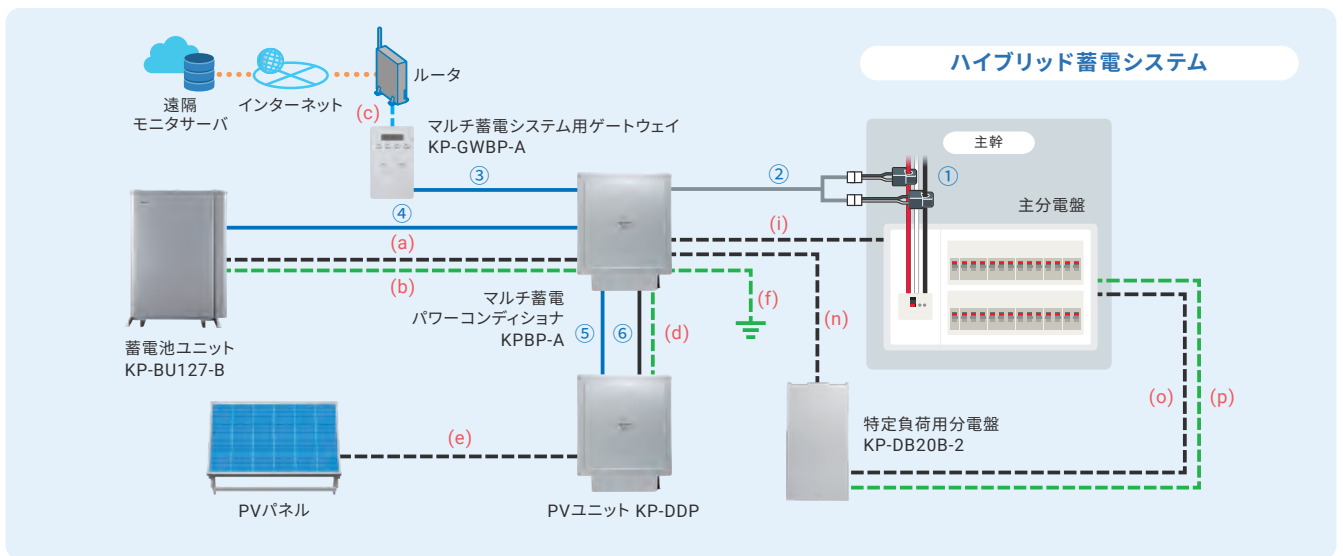 ハイブリッド蓄電システム
遠隔
モニタサーバ
インターネット
ルータ
(c)
マルチ蓄電システム用ゲートウェイ
KP-GWBP-A
主幹
③
②
①
主分電盤
④
(a)
(i)
(b)
(f)
マルチ蓄電
パワーコンディショナ
KPBP-A
⑤
⑥
(d)
(n)
蓄電池ユニット
KP-BU127-B
(o)
(p)
特定負荷用分電盤
KP-DB20B-2
(e)
PVパネル
PVユニット KP-DDP